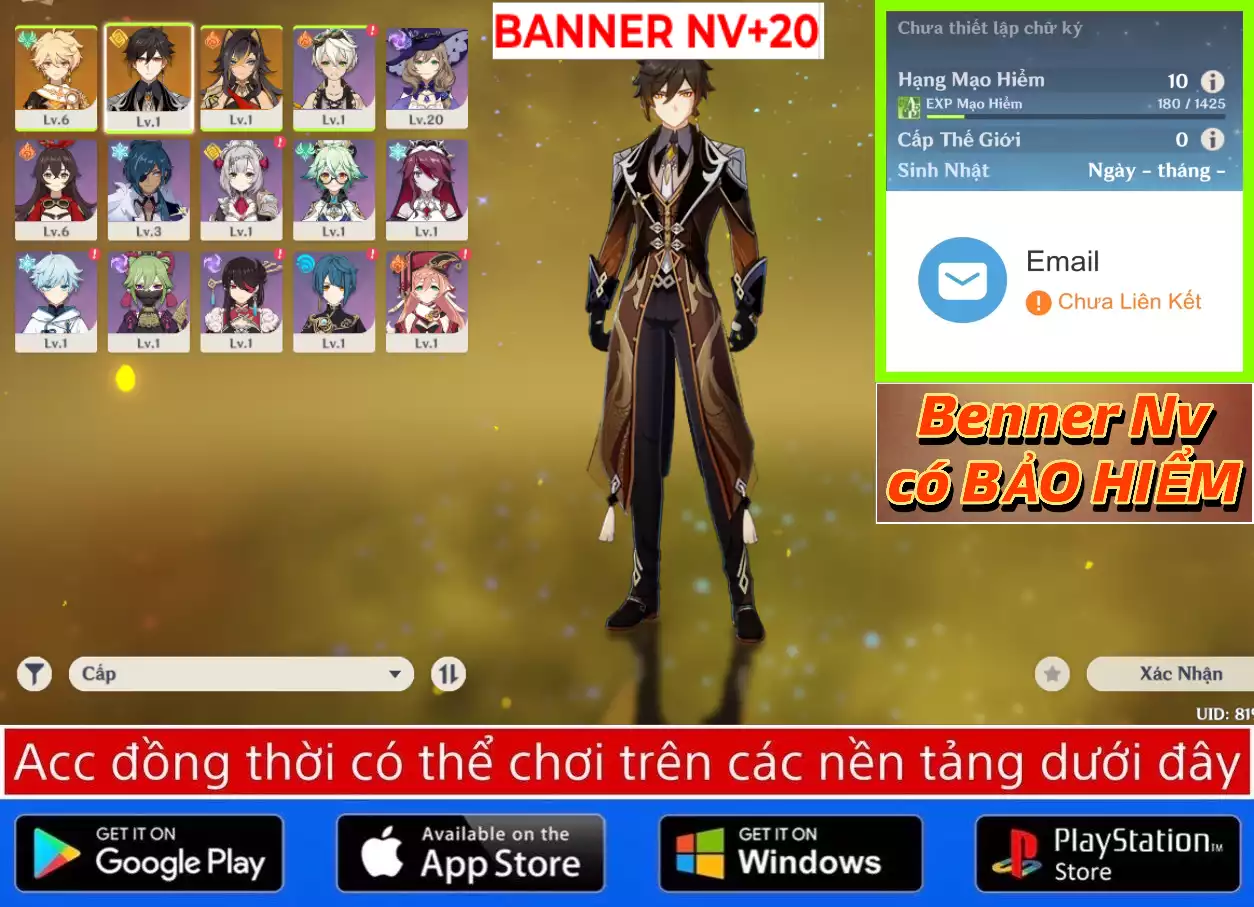 BANNER NV+20
Lv.6
Lv.1
Lv.1
Lv.1
Lv.20
Lv.6
Lv.3
Lv.1
Lv.1
Lv.1
Lv.1
Lv.1
Lv.1
Lv.1
Lv.1
Chưa thiết lập chữ ký
Hạng Mạo Hiểm 10
EXP Mạo Hiểm 180 / 1425
Cấp Thế Giới 0
Sinh Nhật Ngày - tháng -
Email
Chưa Liên Kết
Benner Nv
có BẢO HIỂM
Cấp
Xác Nhận
UID: 819
Acc đồng thời có thể chơi trên các nền tảng dưới đây
GET IT ON
Google Play
Available on the
App Store
GET IT ON
Windows
PlayStation™
Store